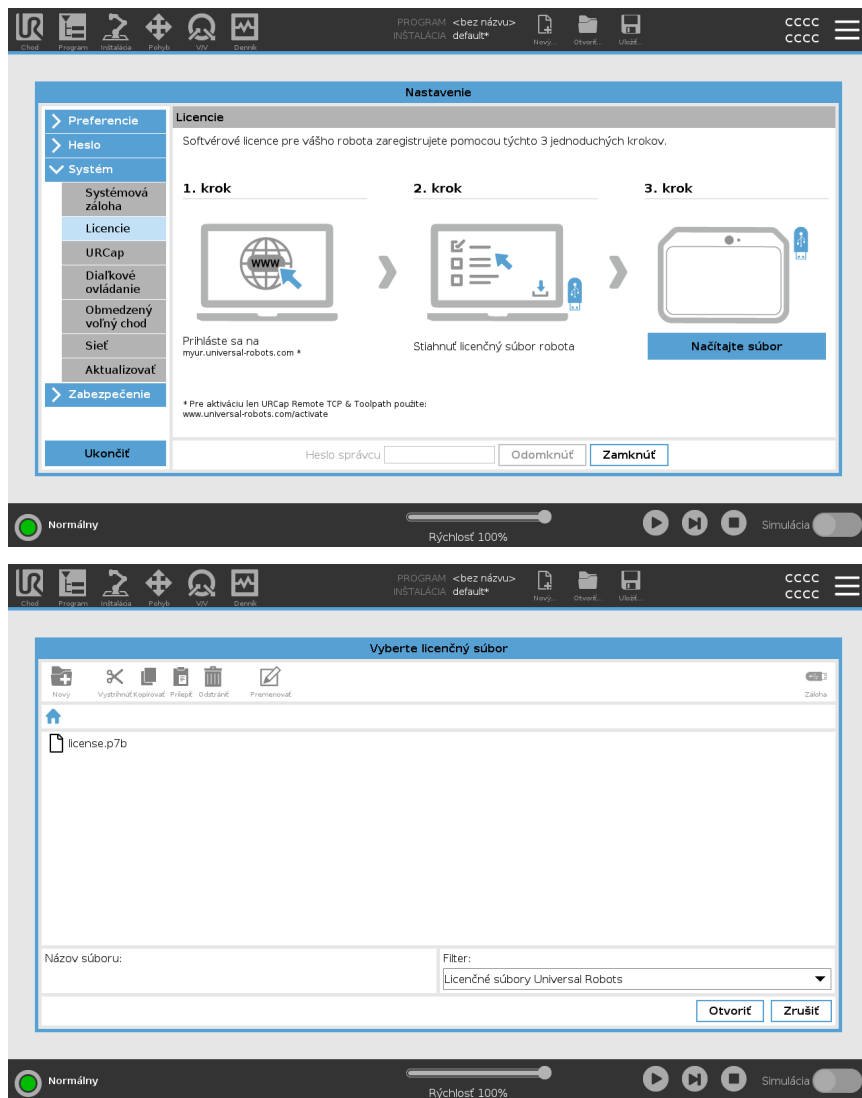 UR
PROGRAM <bez názvu>
INŠTALÁCIA default*
CCCC
CCCC
Chod Program Inštalácia Pohyb V/V Denník Nový... Otvoriť... Uložiť...
Nastavenie
Preferencie
Heslo
Systém
Systémová
záloha
Licencie
URCap
Diaľkové
ovládanie
Obmedzený
voľný chod
Sieť
Aktualizovať
Zabezpečenie
Ukončiť
Licencie
Softvérové licence pre vášho robota zaregistrujete pomocou týchto 3 jednoduchých krokov.
1. krok
WWW
Prihláste sa na
myur.universal-robots.com *
2. krok
Stiahnuť licenčný súbor robota
3. krok
Načítajte súbor
* Pre aktiváciu len URCap Remote TCP & Toolpath použite:
www.universal-robots.com/activate
Heslo správcu Odomknúť Zamknúť
Normálny
Rýchlosť 100%
Simulácia
UR
PROGRAM <bez názvu>
INŠTALÁCIA default*
CCCC
CCCC
Chod Program Inštalácia Pohyb V/V Denník Nový... Otvoriť... Uložiť...
Vyberte licenčný súbor
Nový Vystrihnúť Kopírovať Prilepiť Odstrániť Premenovať Záloha
license.p7b
Názov súboru:
Filter:
Licenčné súbory Universal Robots
Otvoriť Zrušiť
Normálny
Rýchlosť 100%
Simulácia